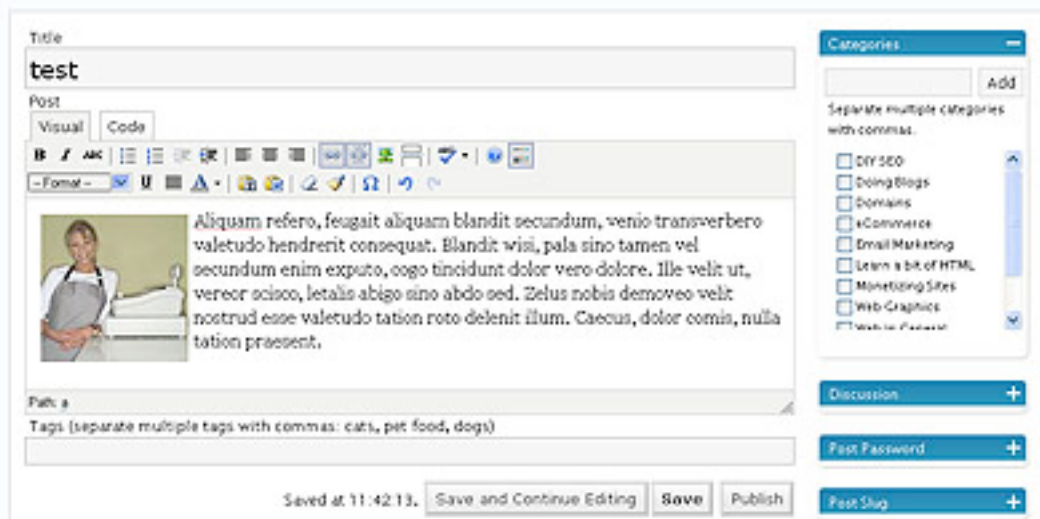 Title
test
Post
Visual Code
B I ABC
-- Format -- U A Ω
Aliquam refero, feugait aliquam blandit secundum, venio transverbero
valetudo hendrerit consequat. Blandit wisi, pala sino tamen vel
secundum enim exputo, cogo tincidunt dolor vero dolore. Ille velit ut,
vereor scisco, letalis abigo sino abdo sed. Zelus nobis demoveo velit
nostrud esse valetudo tation roto delenit illum. Caecus, dolor comis, nulla
tation praesent.
Path: a
Tags (separate multiple tags with commas: cats, pet food, dogs)
Saved at 11:42:13. Save and Continue Editing Save Publish
Categories
Add
Separate multiple categories
with commas.
DIY SEO
Doing Blogs
Domains
eCommerce
Email Marketing
Learn a bit of HTML
Monetizing Sites
Web Graphics
Web in General
Discussion
Post Password
Post Slug